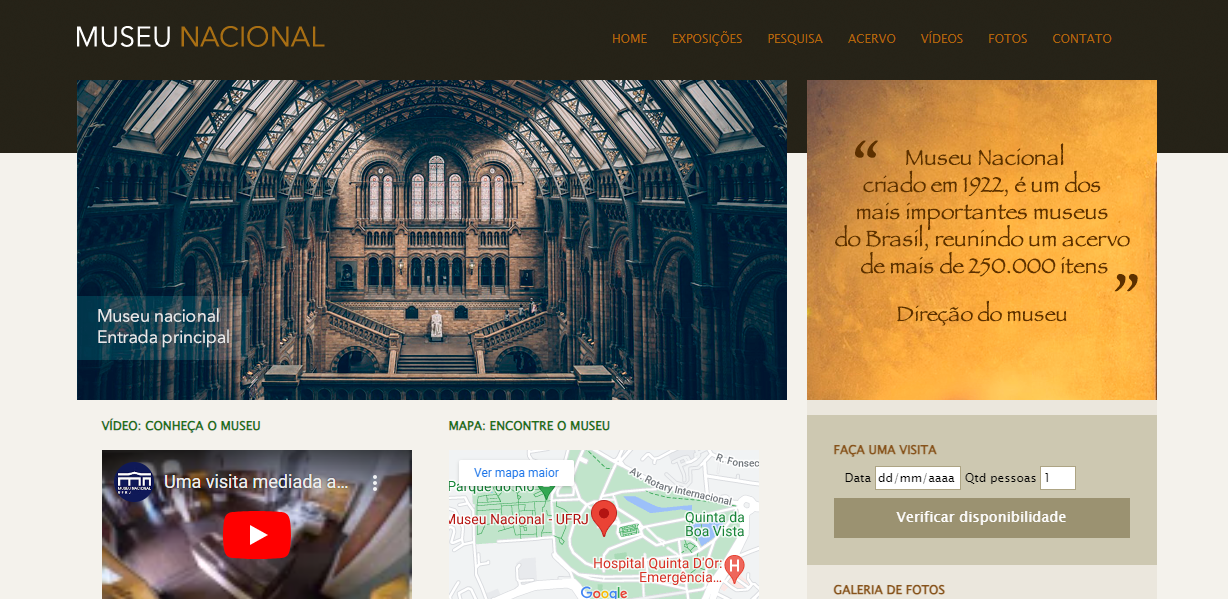 MUSEU NACIONAL
HOME EXPOSIÇÕES PESQUISA ACERVO VÍDEOS FOTOS CONTATO
Museu nacional
Entrada principal
“ Museu Nacional
criado em 1922, é um dos
mais importantes museus
do Brasil, reunindo um acervo
de mais de 250.000 itens ”
Direção do museu
VÍDEO: CONHEÇA O MUSEU
MUSEU NACIONAL
UFRJ
Uma visita mediada a...
MAPA: ENCONTRE O MUSEU
Ver mapa maior
Parque do Rio
R. Fonsec
Av. Rotary Internacional
Museu Nacional - UFRJ
Quinta da
Boa Vista
Hospital Quinta D'Or:
Emergência...
H
Google
FAÇA UMA VISITA
Data dd/mm/aaaa Qtd pessoas 1
Verificar disponibilidade
GALERIA DE FOTOS